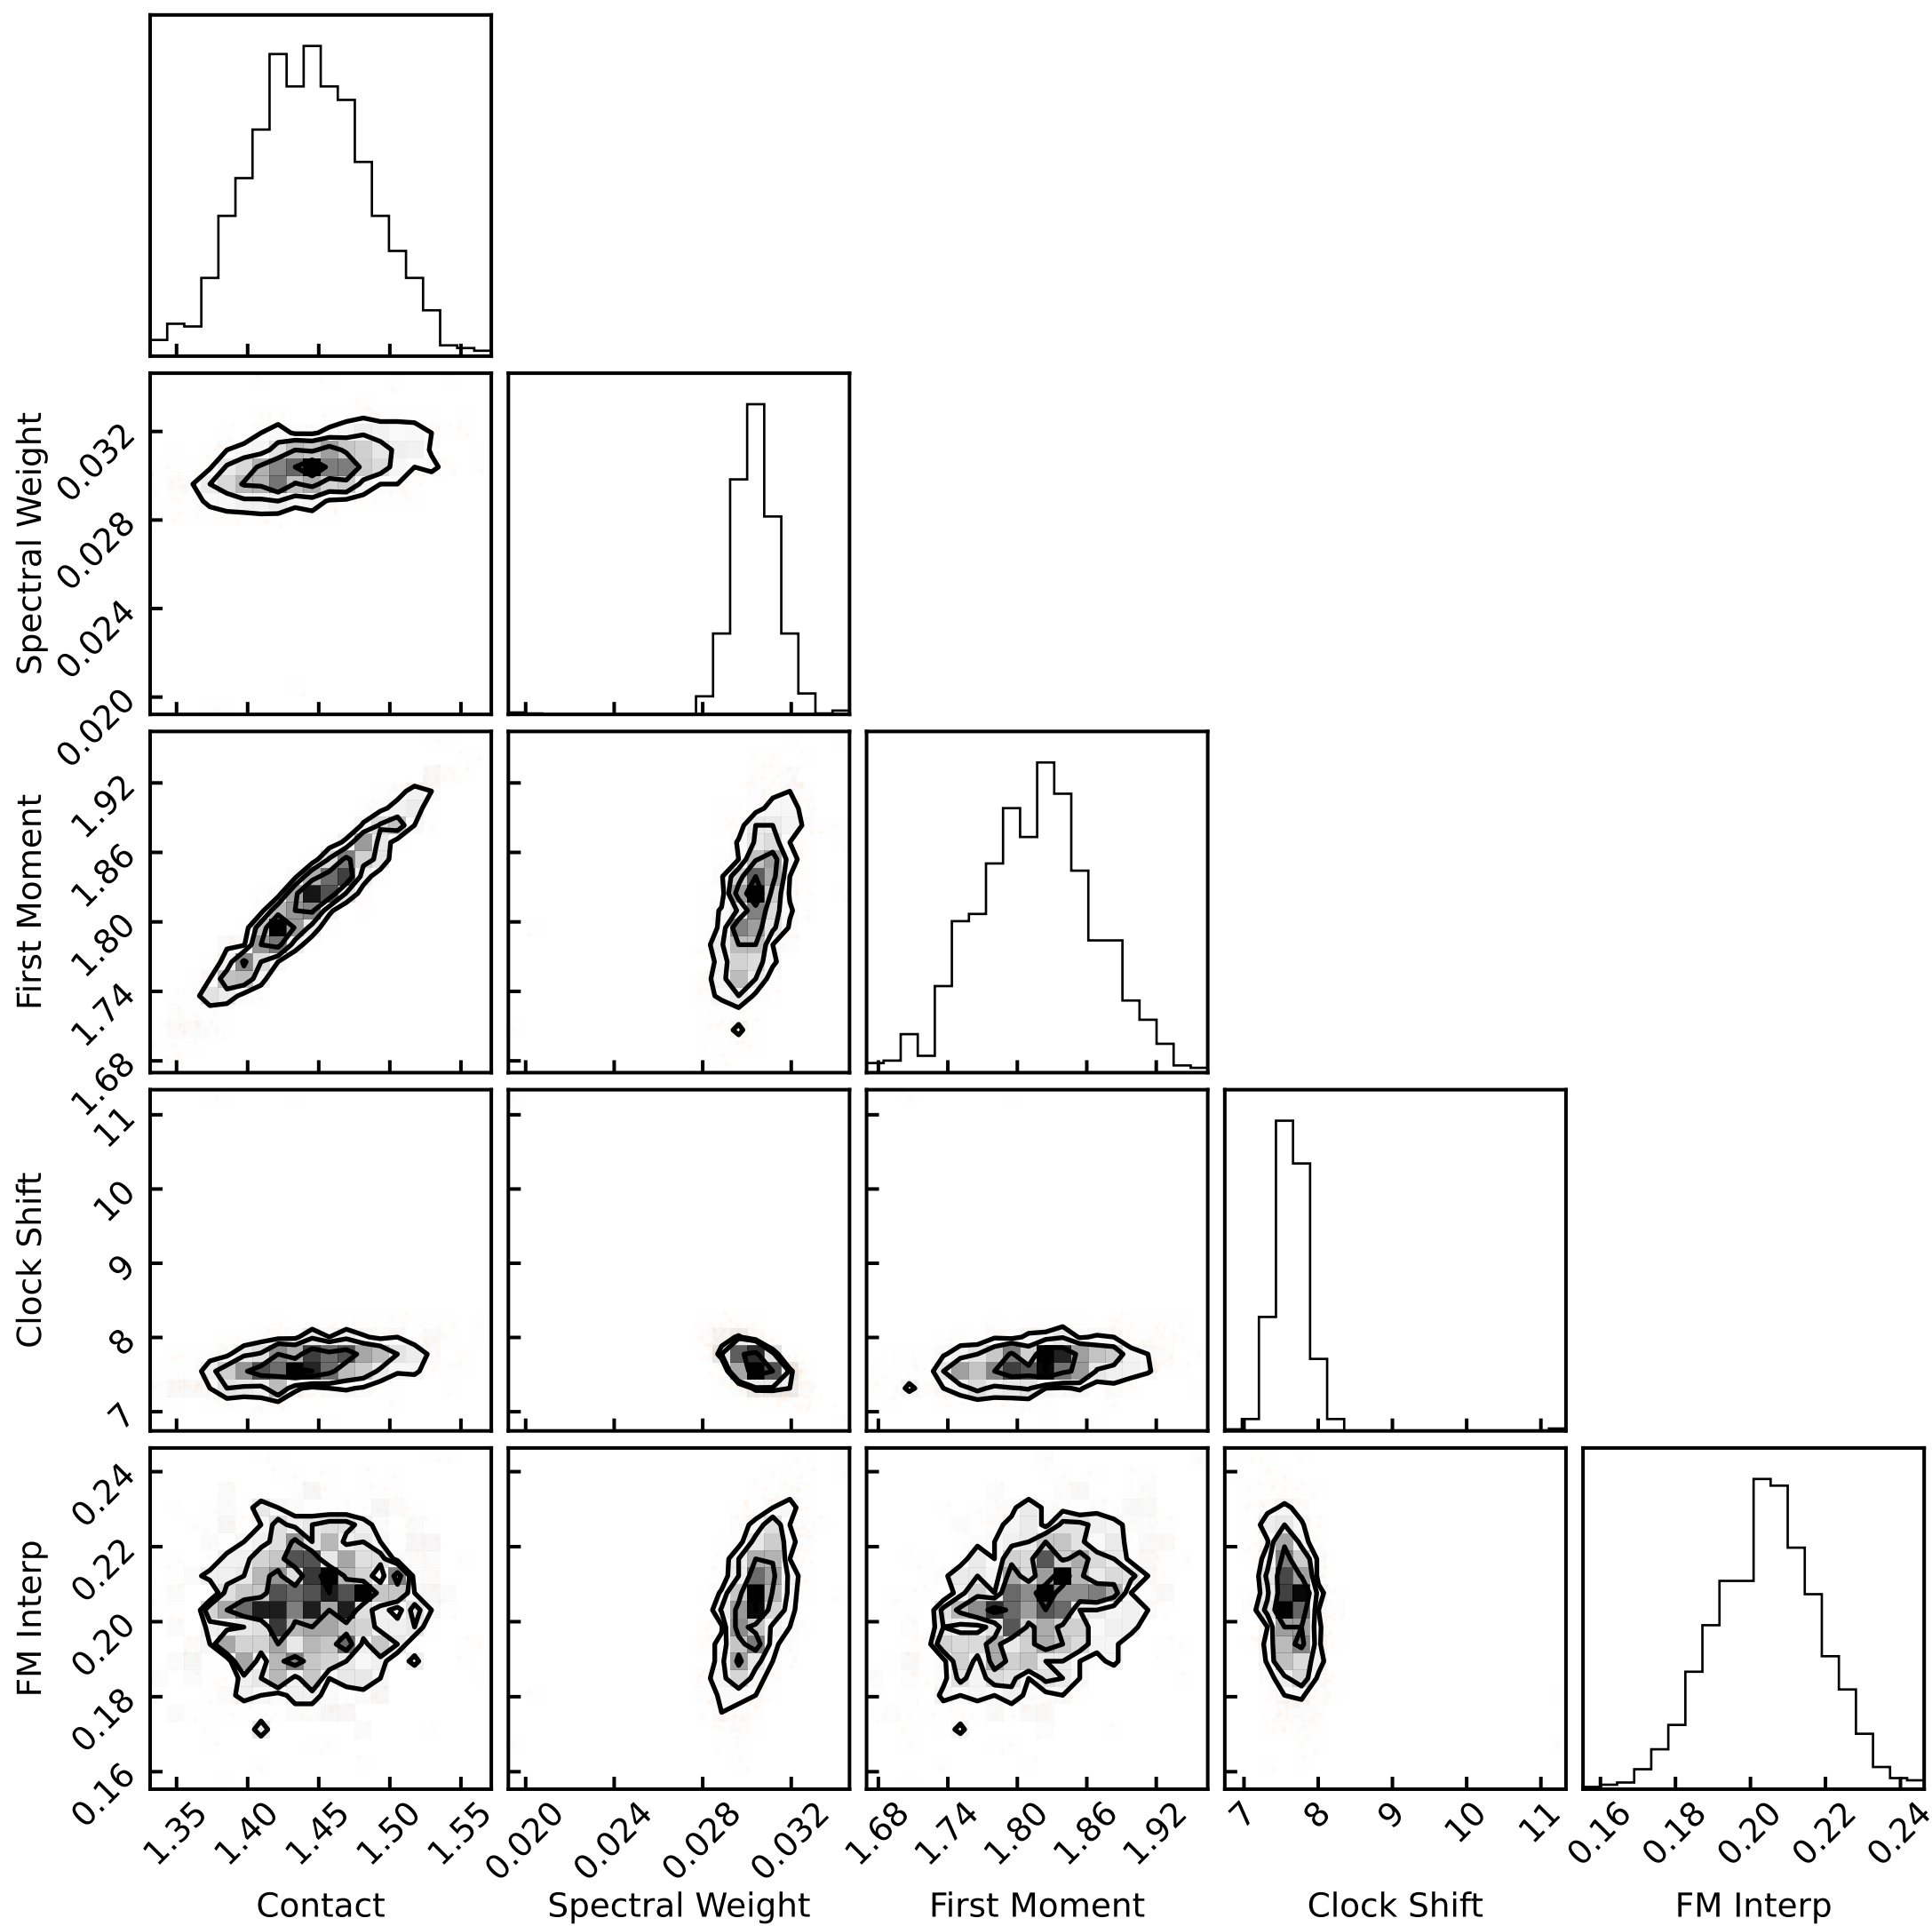 Spectral Weight
0.032
0.028
0.024
0.020
First Moment
1.92
1.86
1.80
1.74
1.68
Clock Shift
11
10
9
8
7
FM Interp
0.24
0.22
0.20
0.18
0.16
1.35 1.40 1.45 1.50 1.55
0.020 0.024 0.028 0.032
1.68 1.74 1.80 1.86 1.92
7 8 9 10 11
0.16 0.18 0.20 0.22 0.24
Contact
Spectral Weight
First Moment
Clock Shift
FM Interp